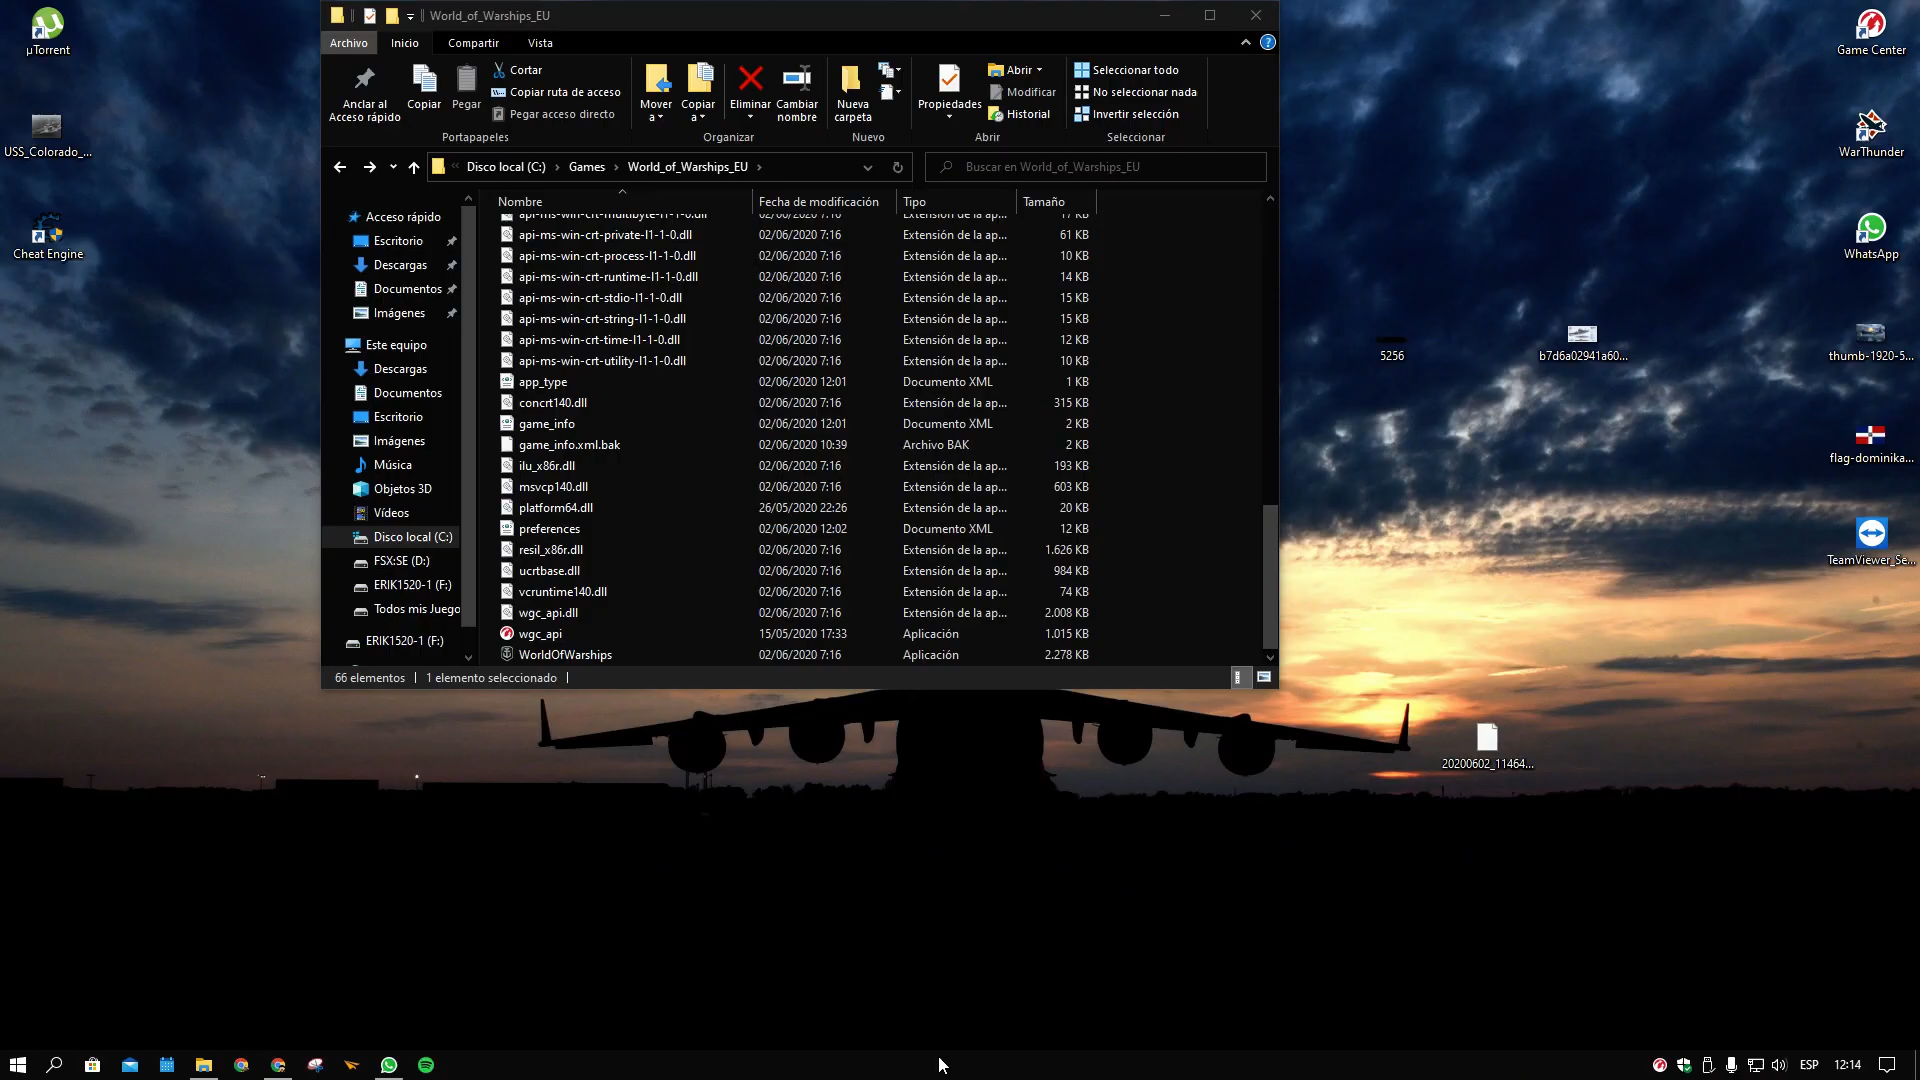 World_of_Warships_EU
Archivo
Inicio
Compartir
Vista
Anclar al
Acceso rápido
Copiar
Pegar
Cortar
Copiar ruta de acceso
Pegar acceso directo
Portapapeles
Mover
a
Copiar
a
Eliminar
Cambiar
nombre
Organizar
Nueva
carpeta
Nuevo
Propiedades
Abrir
Modificar
Historial
Abrir
Seleccionar todo
No seleccionar nada
Invertir selección
Seleccionar
Disco local (C:) › Games › World_of_Warships_EU ›
Buscar en World_of_Warships_EU
Nombre Fecha de modificación Tipo Tamaño
api-ms-win-crt-multibyte-l1-1-0.dll 02/06/2020 7:16 Extensión de la ap... 17 KB
api-ms-win-crt-private-l1-1-0.dll 02/06/2020 7:16 Extensión de la ap... 61 KB
api-ms-win-crt-process-l1-1-0.dll 02/06/2020 7:16 Extensión de la ap... 10 KB
api-ms-win-crt-runtime-l1-1-0.dll 02/06/2020 7:16 Extensión de la ap... 14 KB
api-ms-win-crt-stdio-l1-1-0.dll 02/06/2020 7:16 Extensión de la ap... 15 KB
api-ms-win-crt-string-l1-1-0.dll 02/06/2020 7:16 Extensión de la ap... 15 KB
api-ms-win-crt-time-l1-1-0.dll 02/06/2020 7:16 Extensión de la ap... 12 KB
api-ms-win-crt-utility-l1-1-0.dll 02/06/2020 7:16 Extensión de la ap... 10 KB
app_type 02/06/2020 12:01 Documento XML 1 KB
concrt140.dll 02/06/2020 7:16 Extensión de la ap... 315 KB
game_info 02/06/2020 12:01 Documento XML 2 KB
game_info.xml.bak 02/06/2020 10:39 Archivo BAK 2 KB
ilu_x86r.dll 02/06/2020 7:16 Extensión de la ap... 193 KB
msvcp140.dll 02/06/2020 7:16 Extensión de la ap... 603 KB
platform64.dll 26/05/2020 22:26 Extensión de la ap... 20 KB
preferences 02/06/2020 12:02 Documento XML 12 KB
resil_x86r.dll 02/06/2020 7:16 Extensión de la ap... 1.626 KB
ucrtbase.dll 02/06/2020 7:16 Extensión de la ap... 984 KB
vcruntime140.dll 02/06/2020 7:16 Extensión de la ap... 74 KB
wgc_api.dll 02/06/2020 7:16 Extensión de la ap... 2.008 KB
wgc_api 15/05/2020 17:33 Aplicación 1.015 KB
WorldOfWarships 02/06/2020 7:16 Aplicación 2.278 KB
Acceso rápido
Escritorio
Descargas
Documentos
Imágenes
Este equipo
Descargas
Documentos
Escritorio
Imágenes
Música
Objetos 3D
Vídeos
Disco local (C:)
FSX:SE (D:)
ERIK1520-1 (F:)
Todos mis Juego
ERIK1520-1 (F:)
66 elementos
1 elemento seleccionado
µTorrent
USS_Colorado_...
Cheat Engine
Game Center
WarThunder
WhatsApp
5256
b7d6a02941a60...
thumb-1920-5...
flag-dominika...
TeamViewer_Se...
20200602_11464...
ESP
12:14